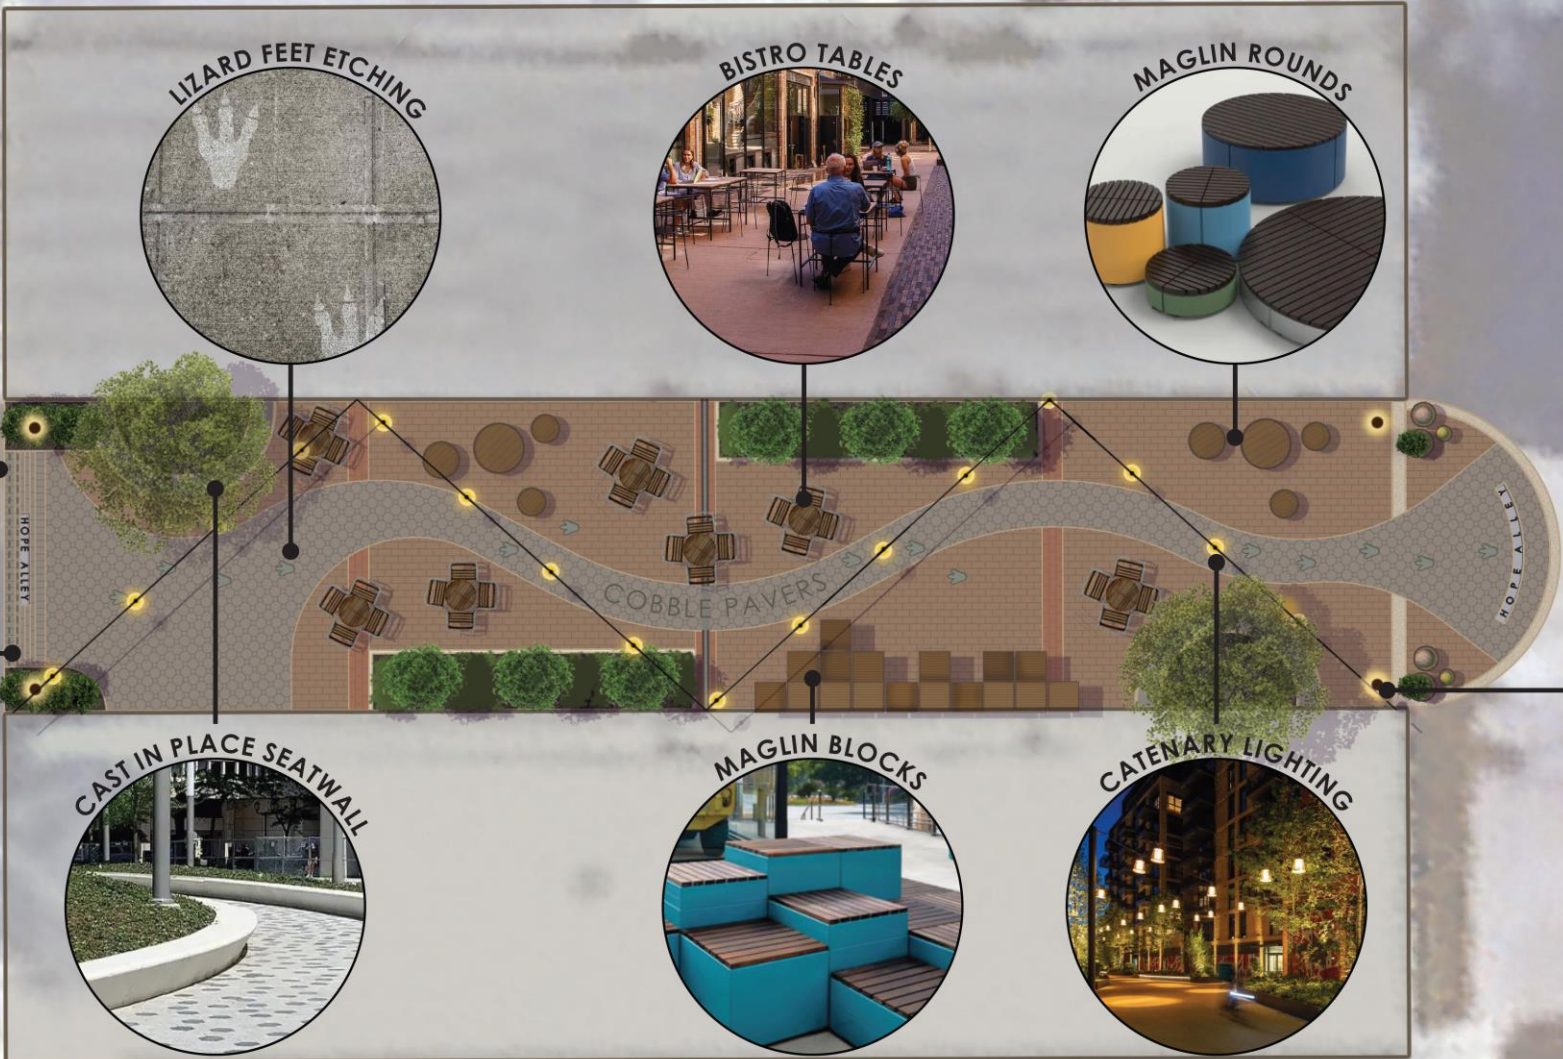 LIZARD FEET ETCHING
BISTRO TABLES
MAGLIN ROUNDS
HOPE ALLEY
COBBLE PAVERS
HOPE ALLEY
CAST IN PLACE SEATWALL
MAGLIN BLOCKS
CATENARY LIGHTING